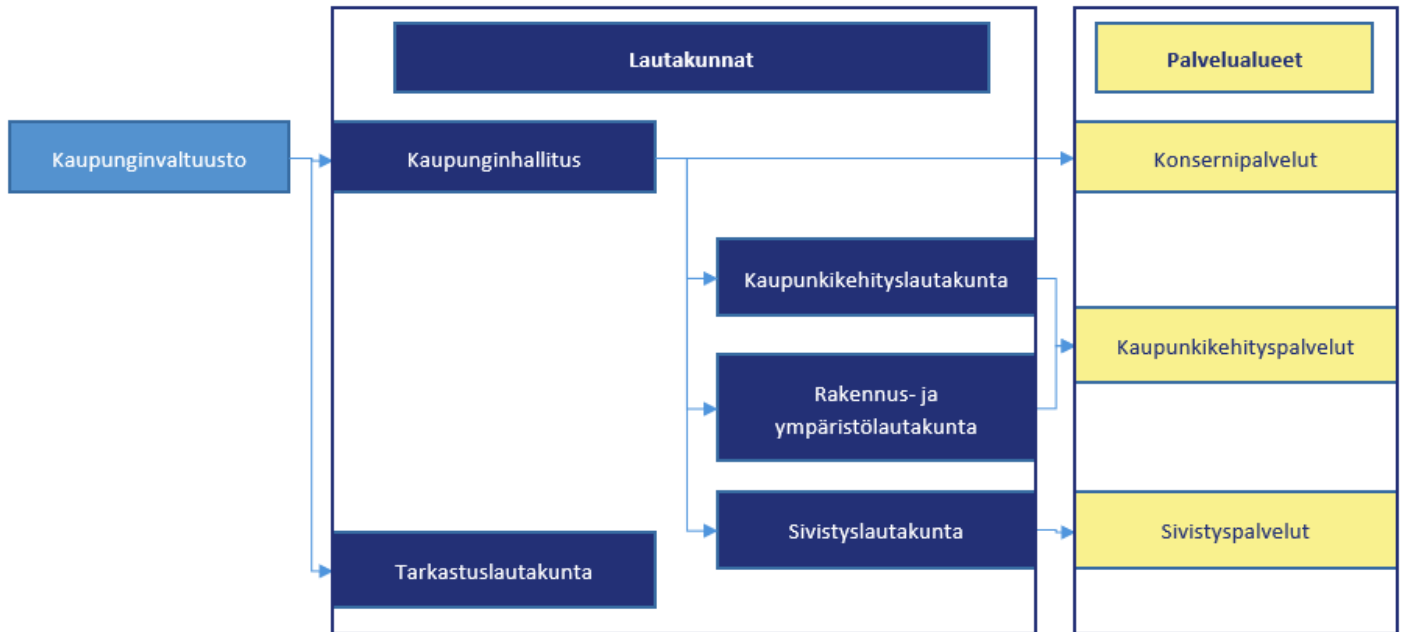 Lautakunnat
Palvelualueet
Kaupunginvaltuusto
Kaupunginhallitus
Konsernipalvelut
Kaupunkikehityslautakunta
Kaupunkikehityspalvelut
Rakennus- ja
ympäristölautakunta
Sivistyslautakunta
Sivistyspalvelut
Tarkastuslautakunta